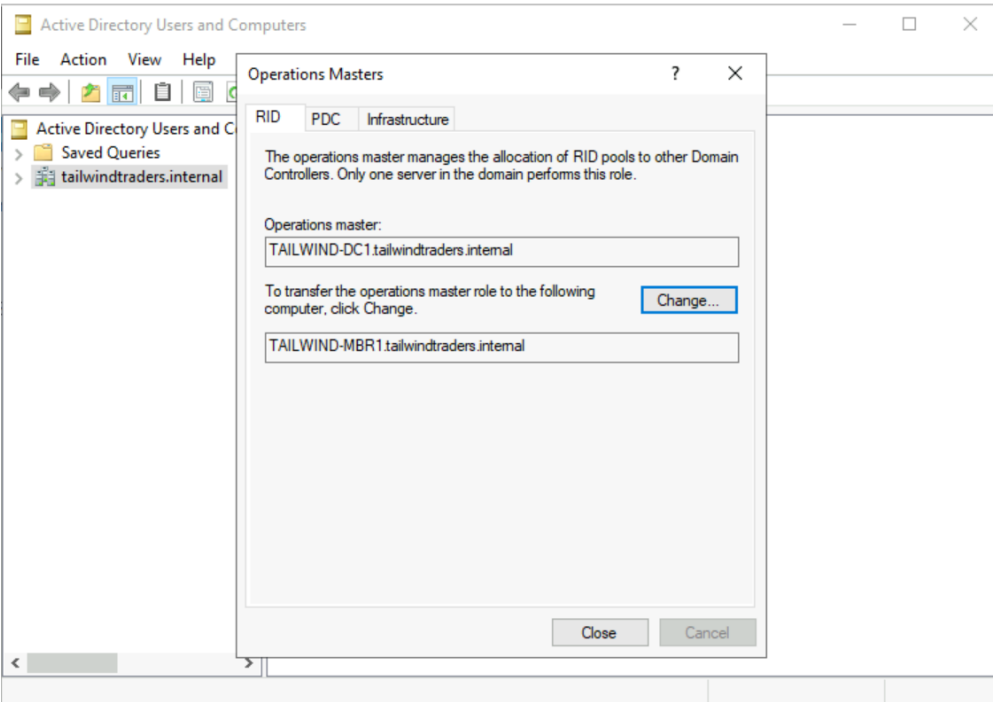 Active Directory Users and Computers
File Action View Help
Operations Masters
?
Active Directory Users and C
Saved Queries
tailwindtraders.internal
RID PDC Infrastructure
The operations master manages the allocation of RID pools to other Domain
Controllers. Only one server in the domain performs this role.
Operations master:
TAILWIND-DC1.tailwindtraders.internal
To transfer the operations master role to the following
computer, click Change.
Change...
TAILWIND-MBR1.tailwindtraders.internal
Close Cancel